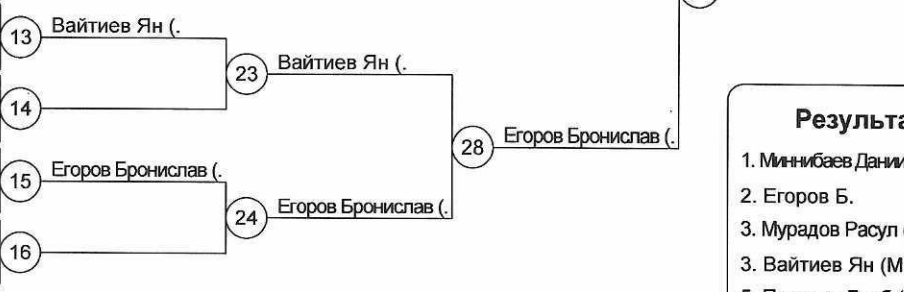 13 Вайтиев Ян (.
23 Вайтиев Ян (.
14
28 Егоров Бронислав (.
15 Егоров Бронислав (.
24 Егоров Бронислав (.
16
Результа
1. Миннибаев Дании
2. Егоров Б.
3. Мурадов Расул (
3. Вайтиев Ян (М